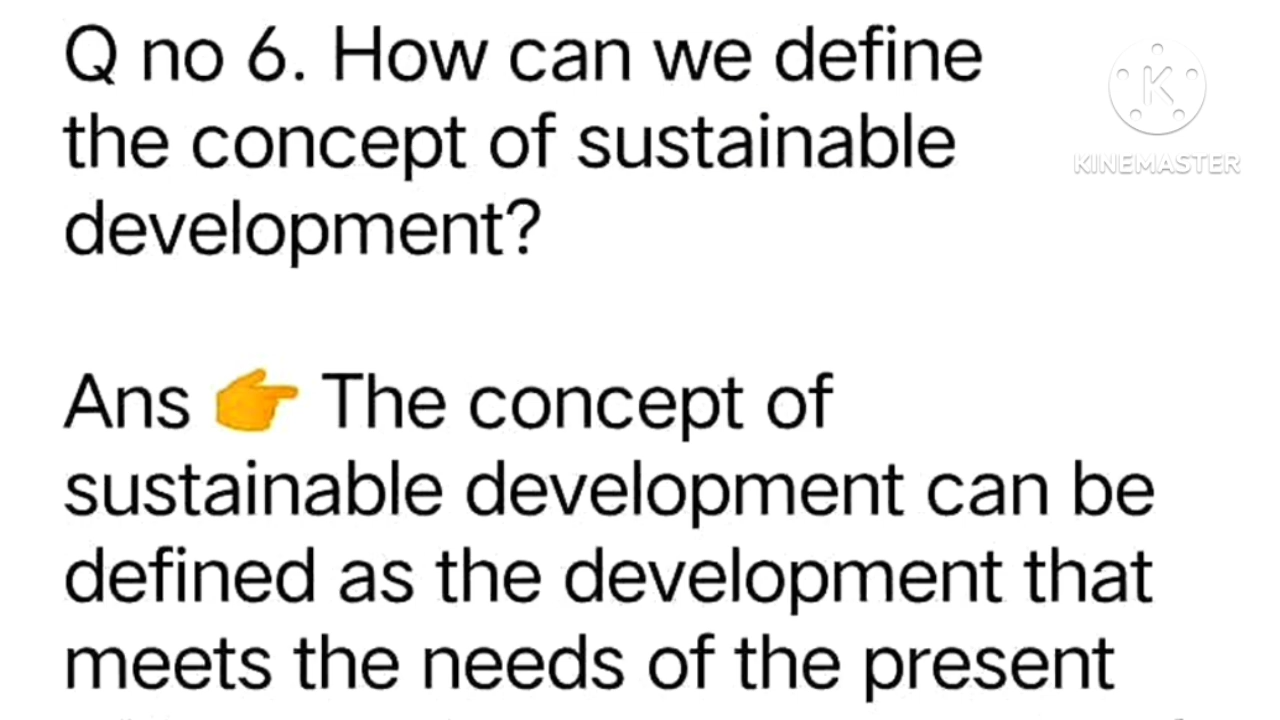 Q no 6. How can we define
the concept of sustainable
development?
Ans 👉 The concept of
sustainable development can be
defined as the development that
meets the needs of the present
K
KINEMASTER